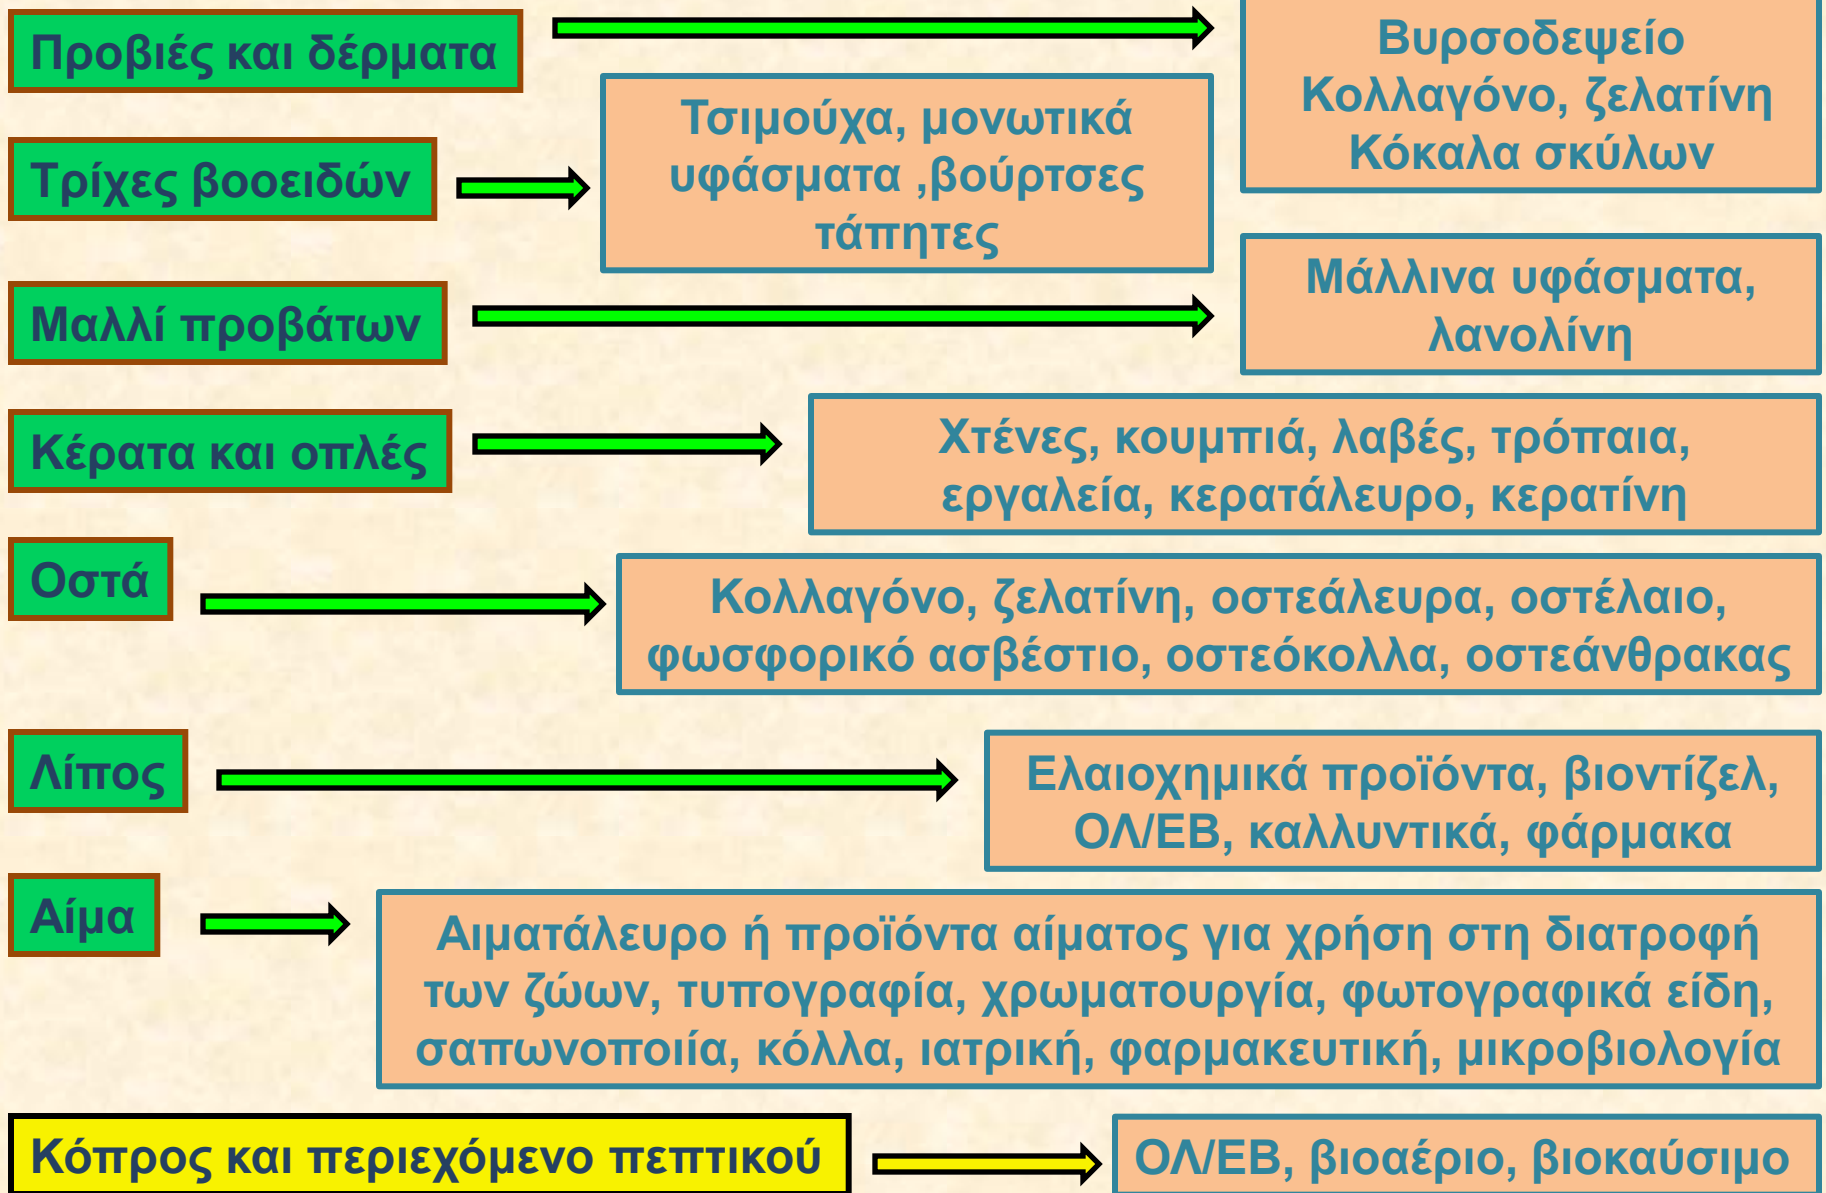 Προβιές και δέρματα
Βυρσοδεψείο
Κολλαγόνο, ζελατίνη
Κόκαλα σκύλων
Τρίχες βοοειδών
Τσιμούχα, μονωτικά
υφάσματα ,βούρτσες
τάπητες
Μαλλί προβάτων
Μάλλινα υφάσματα,
λανολίνη
Κέρατα και οπλές
Χτένες, κουμπιά, λαβές, τρόπαια,
εργαλεία, κερατάλευρο, κερατίνη
Οστά
Κολλαγόνο, ζελατίνη, οστεάλευρα, οστέλαιο,
φωσφορικό ασβέστιο, οστεόκολλα, οστεάνθρακας
Λίπος
Ελαιοχημικά προϊόντα, βιοντίζελ,
ΟΛ/ΕΒ, καλλυντικά, φάρμακα
Αίμα
Αιματάλευρο ή προϊόντα αίματος για χρήση στη διατροφή
των ζώων, τυπογραφία, χρωματουργία, φωτογραφικά είδη,
σαπωνοποιία, κόλλα, ιατρική, φαρμακευτική, μικροβιολογία
Κόπρος και περιεχόμενο πεπτικού
ΟΛ/ΕΒ, βιοαέριο, βιοκαύσιμο